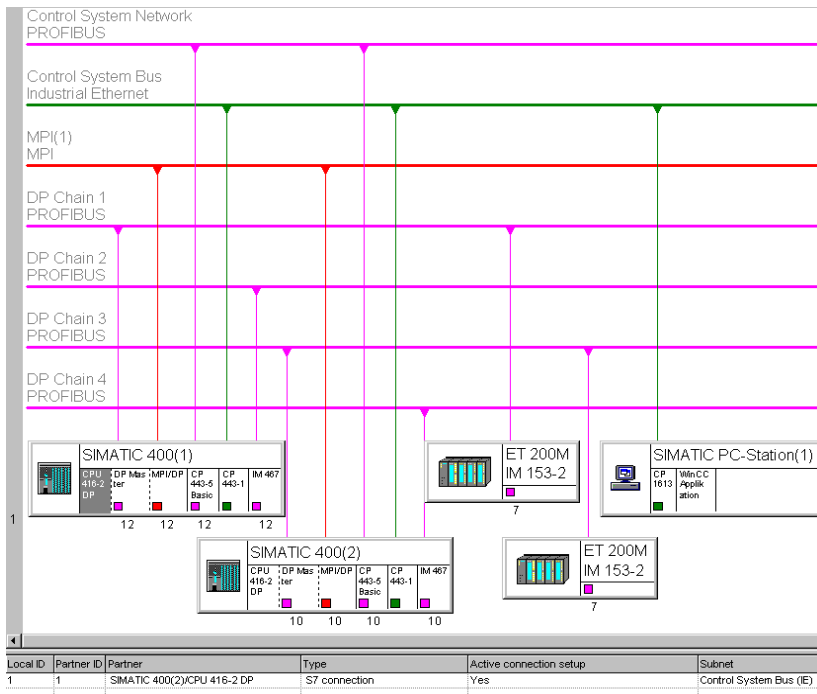 Control System Network
PROFIBUS
Control System Bus
Industrial Ethernet
MPI(1)
MPI
DP Chain 1
PROFIBUS
DP Chain 2
PROFIBUS
DP Chain 3
PROFIBUS
DP Chain 4
PROFIBUS
SIMATIC 400(1)
CPU 416-2 DP
DP Mas ter
MPI/DP
CP 443-5 Basic
CP 443-1
IM 467
12 12 12 12
ET 200M
IM 153-2
7
SIMATIC PC-Station(1)
CP 1613
WinCC Applik ation
1
SIMATIC 400(2)
CPU 416-2 DP
DP Mas ter
MPI/DP
CP 443-5 Basic
CP 443-1
IM 467
10 10 10 10
ET 200M
IM 153-2
7
Local ID Partner ID Partner Type Active connection setup Subnet
1 1 SIMATIC 400(2)/CPU 416-2 DP S7 connection Yes Control System Bus (IE)